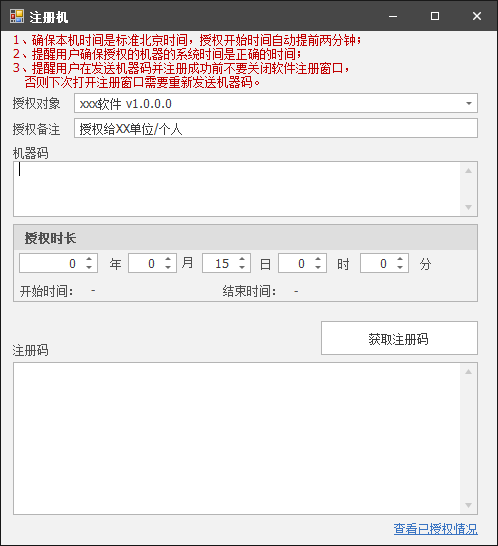 注册机
1、确保本机时间是标准北京时间，授权开始时间自动提前两分钟；
2、提醒用户确保授权的机器的系统时间是正确的时间；
3、提醒用户在发送机器码并注册成功前不要关闭软件注册窗口，
否则下次打开注册窗口需要重新发送机器码。
授权对象 xxx软件 v1.0.0.0
授权备注 授权给XX单位/个人
机器码
授权时长
0 年 0 月 15 日 0 时 0 分
开始时间： - 结束时间： -
获取注册码
注册码
查看已授权情况